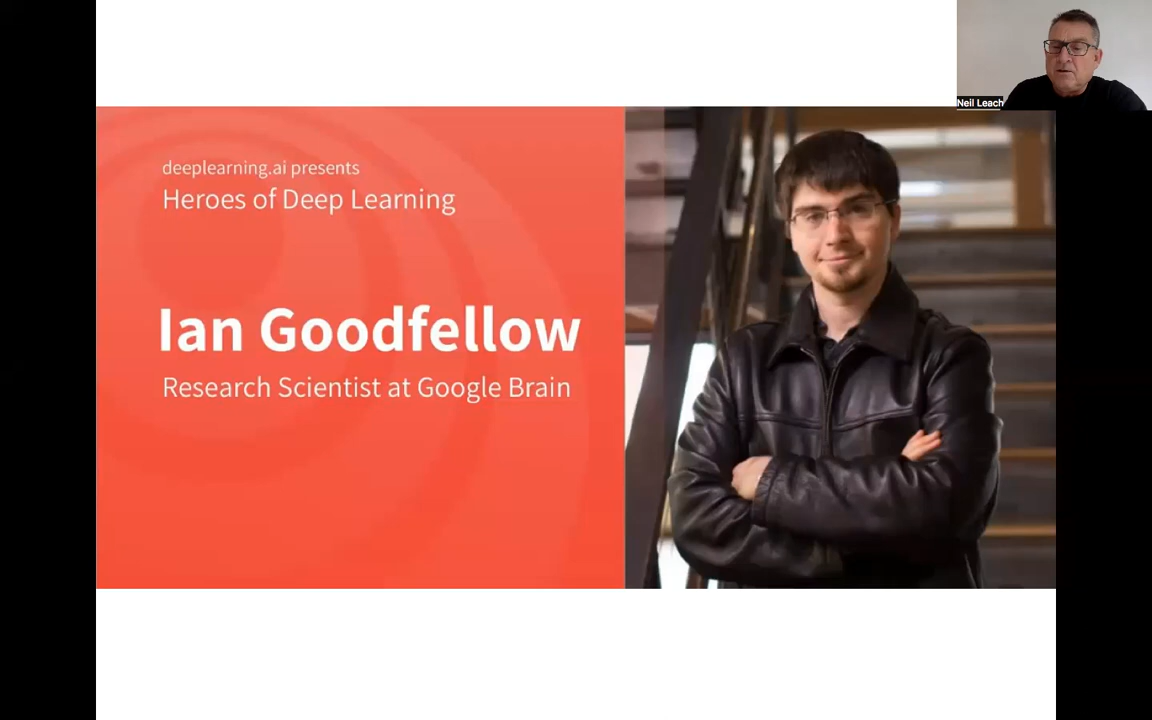 Neil Leach
deeplearning.ai presents
Heroes of Deep Learning
Ian Goodfellow
Research Scientist at Google Brain